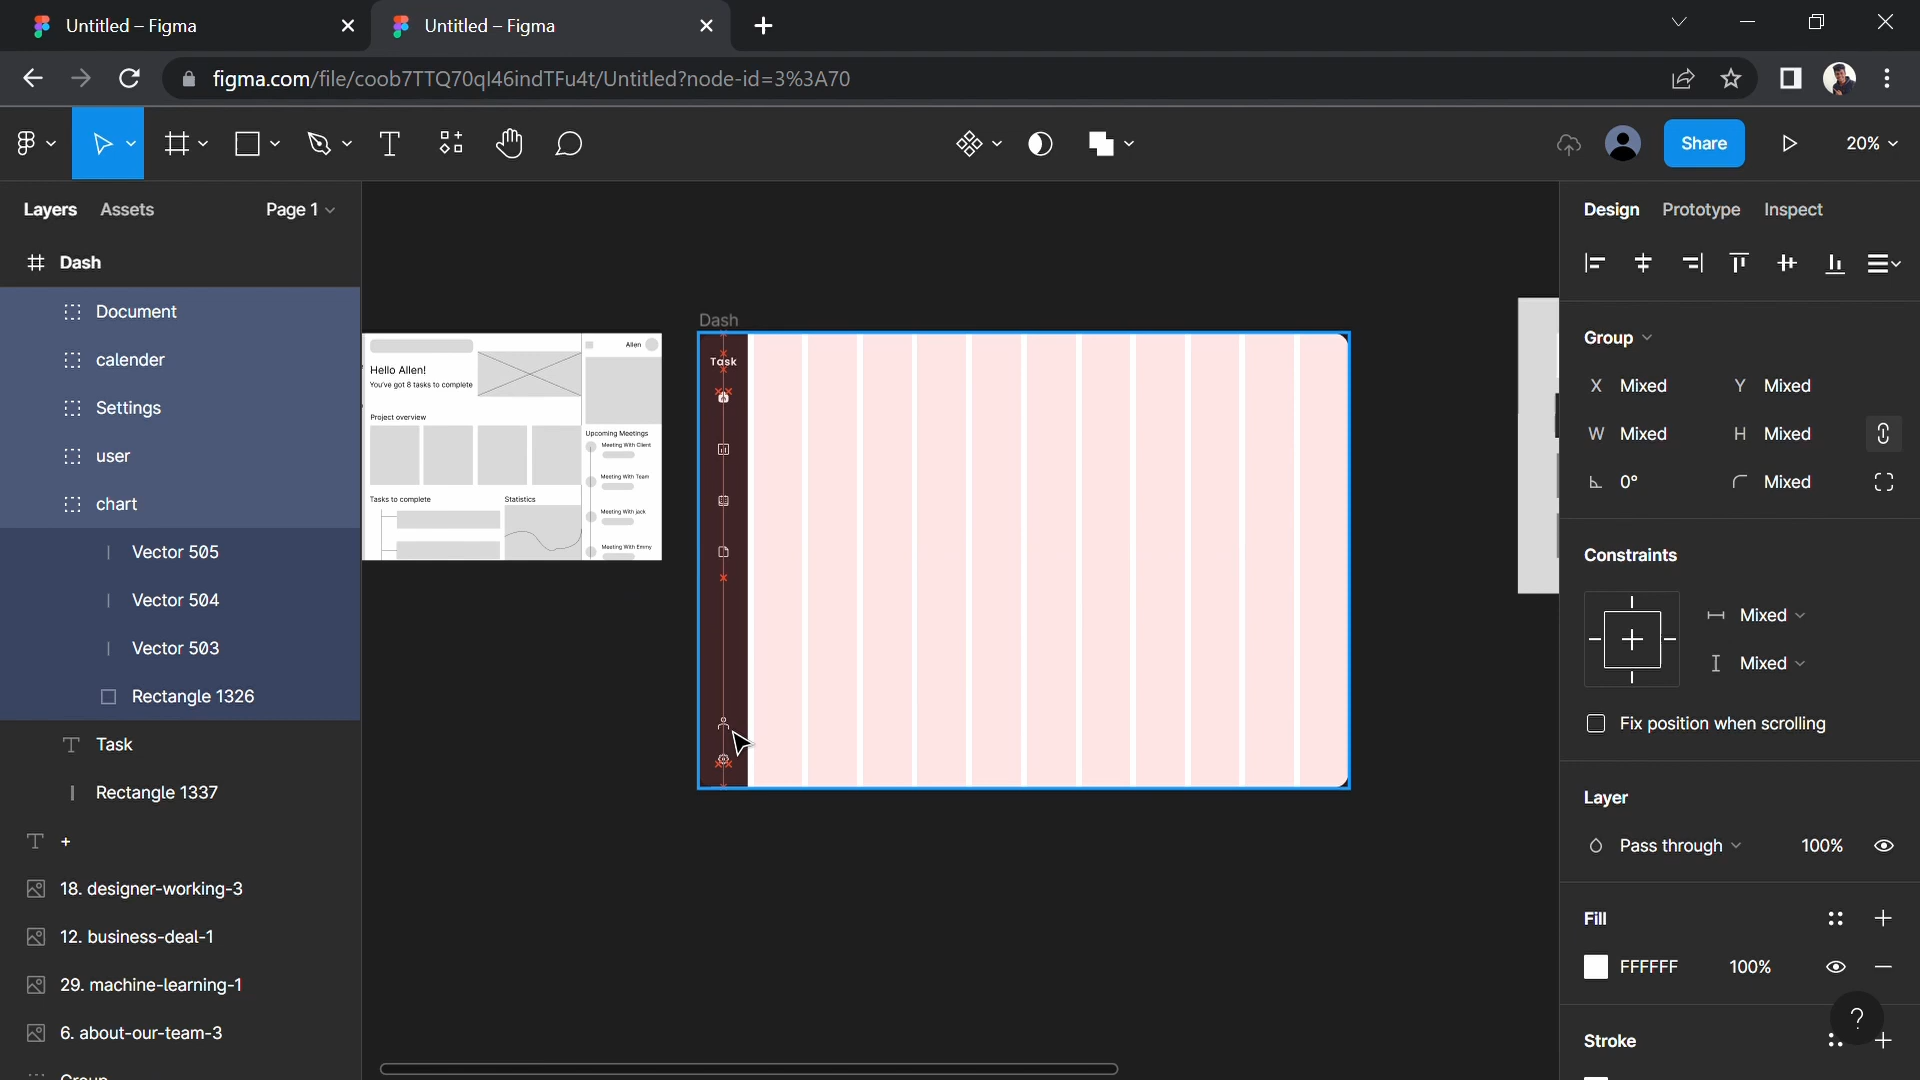 Untitled – Figma
Untitled – Figma
figma.com/file/coob7TTQ70ql46indTFu4t/Untitled?node-id=3%3A70
Share
20%
Layers
Assets
Page 1
Design
Prototype
Inspect
Dash
Document
calender
Settings
user
chart
Vector 505
Vector 504
Vector 503
Rectangle 1326
Task
Rectangle 1337
+
18. designer-working-3
12. business-deal-1
29. machine-learning-1
6. about-our-team-3
Allen
Hello Allen!
You've got 8 tasks to complete
Project overview
Upcoming Meetings
Meeting With Client
Meeting With Team
Tasks to complete
Statistics
Meeting With jack
Meeting With Emmy
Dash
Task
Group
X Mixed
Y Mixed
W Mixed
H Mixed
0°
Mixed
Constraints
Mixed
Mixed
Fix position when scrolling
Layer
Pass through
100%
Fill
FFFFFF
100%
?
Stroke